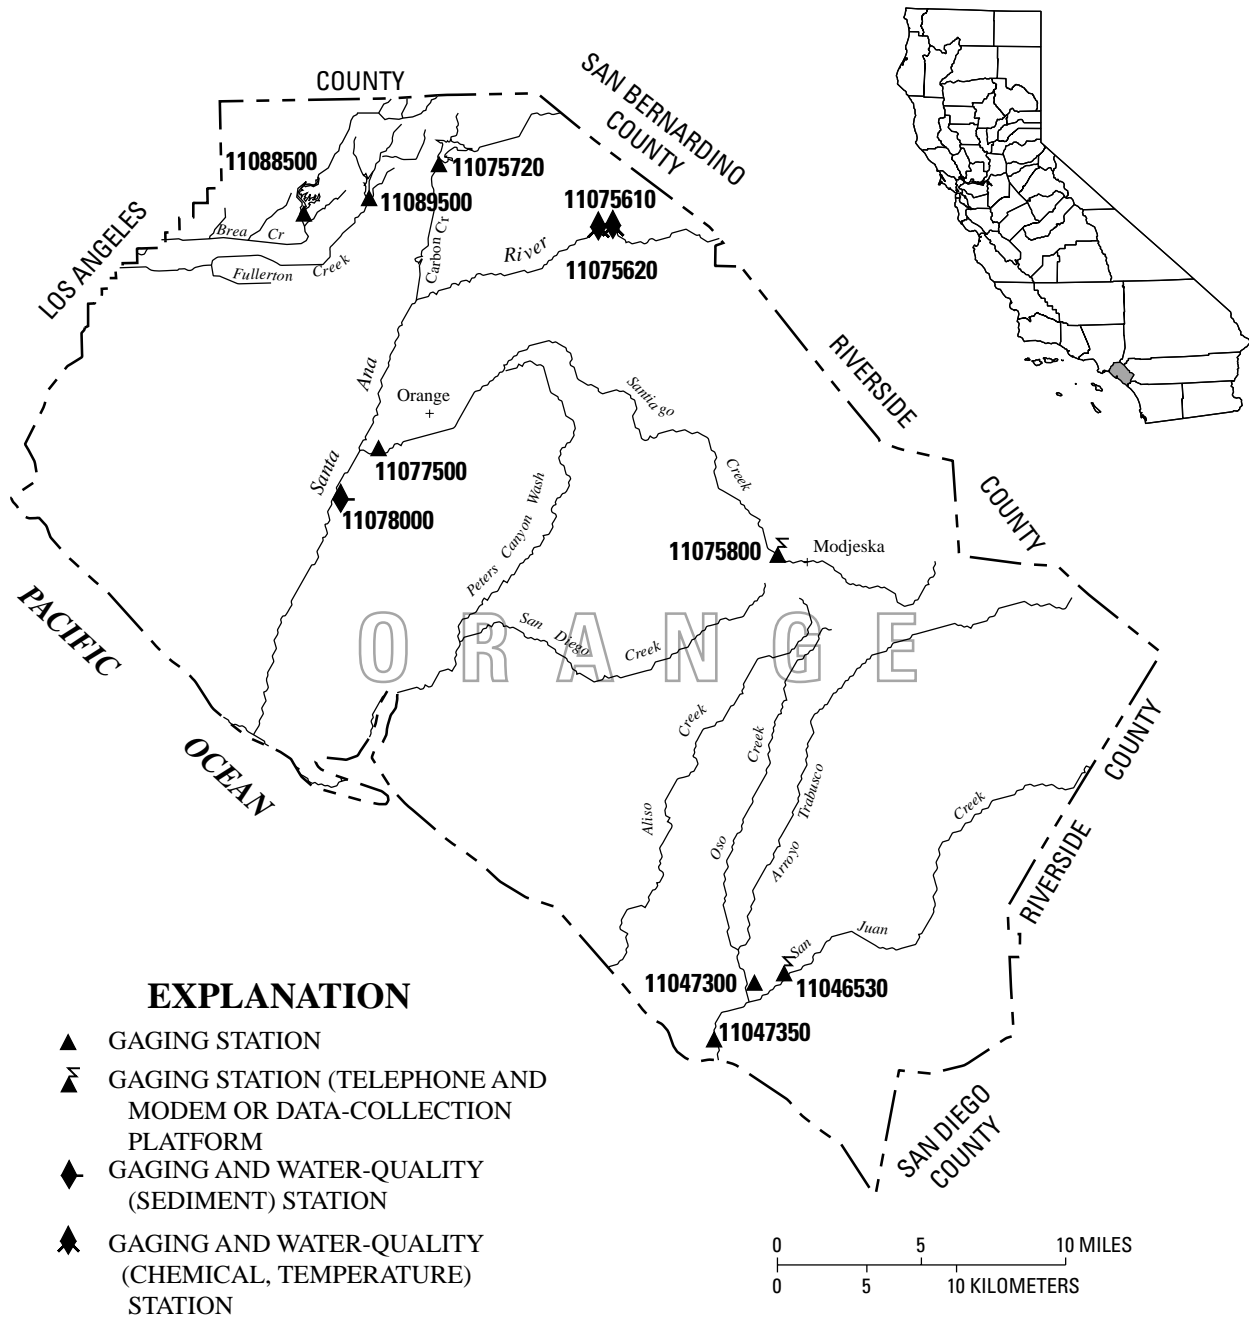 COUNTY
SAN BERNARDINO
COUNTY
LOS ANGELES
11088500
11075720
11089500
11075610
11075620
Brea Cr
Fullerton Creek
Carbon Cr
River
Ana
Santa
Orange
Santiago
Creek
RIVERSIDE
COUNTY
11077500
11078000
Peters Canyon Wash
11075800
Modjeska
San Diego Creek
ORANGE
PACIFIC
OCEAN
Aliso Creek
Oso Creek
Arroyo Trabusco
San Juan Creek
RIVERSIDE COUNTY
11047300
11046530
11047350
SAN DIEGO
COUNTY
EXPLANATION
GAGING STATION
GAGING STATION (TELEPHONE AND
MODEM OR DATA-COLLECTION
PLATFORM
GAGING AND WATER-QUALITY
(SEDIMENT) STATION
GAGING AND WATER-QUALITY
(CHEMICAL, TEMPERATURE)
STATION
0 5 10 MILES
0 5 10 KILOMETERS